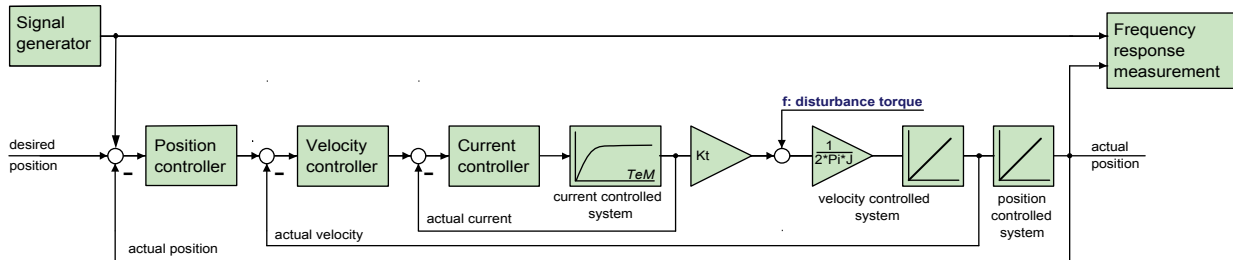 Signal
generator
Frequency
response
measurement
f: disturbance torque
desired
position
Position
controller
Velocity
controller
Current
controller
TeM
current controlled
system
Kt
1
2*Pi*J
velocity controlled
system
position
controlled
system
actual
position
actual current
actual velocity
actual position